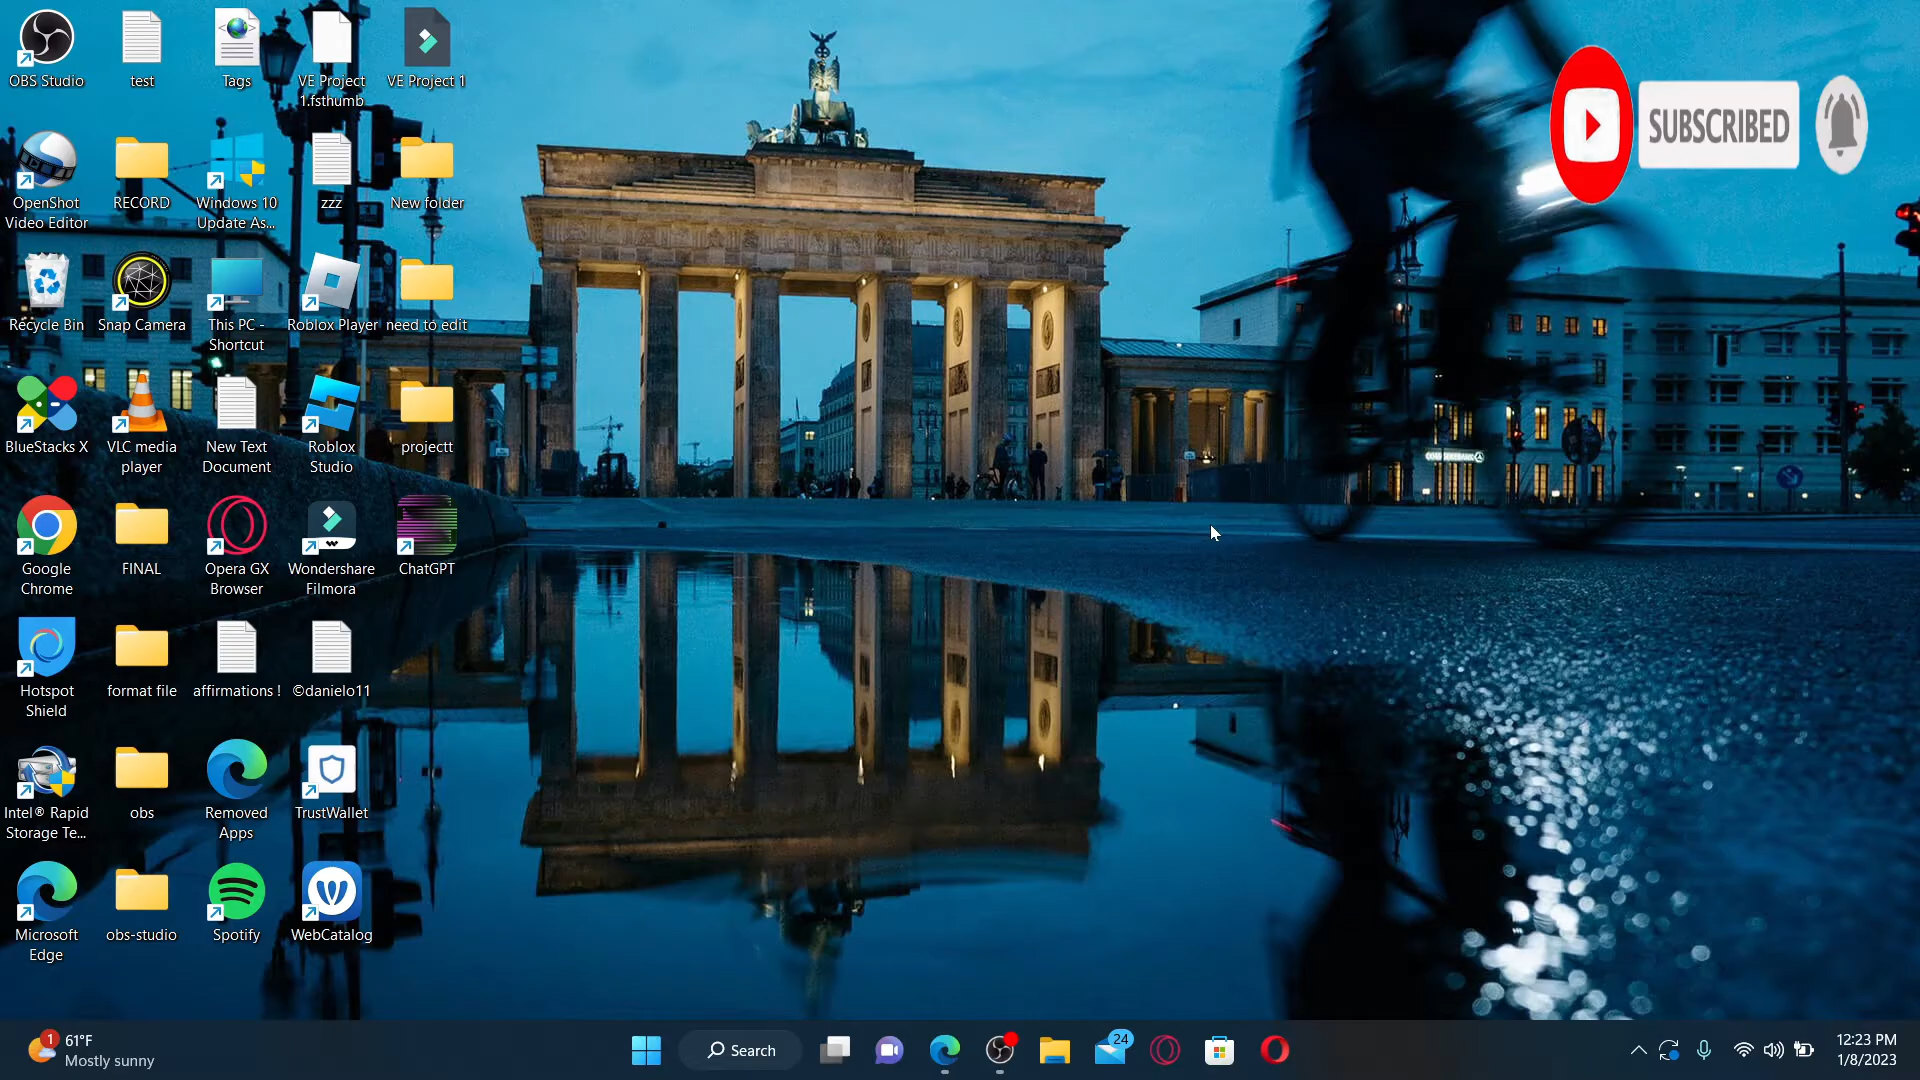 OBS Studio
test
Tags
VE Project
1.fsthumb
VE Project 1
SUBSCRIBED
OpenShot
Video Editor
RECORD
Windows 10
Update As...
zzz
New folder
Recycle Bin
Snap Camera
This PC -
Shortcut
Roblox Player
need to edit
BlueStacks X
VLC media
player
New Text
Document
Roblox
Studio
projectt
Google
Chrome
FINAL
Opera GX
Browser
Wondershare
Filmora
ChatGPT
Hotspot
Shield
format file
affirmations !
©danielo11
Intel® Rapid
Storage Te...
obs
Removed
Apps
TrustWallet
Microsoft
Edge
obs-studio
Spotify
WebCatalog
1
61°F
Mostly sunny
Search
24
12:23 PM
1/8/2023